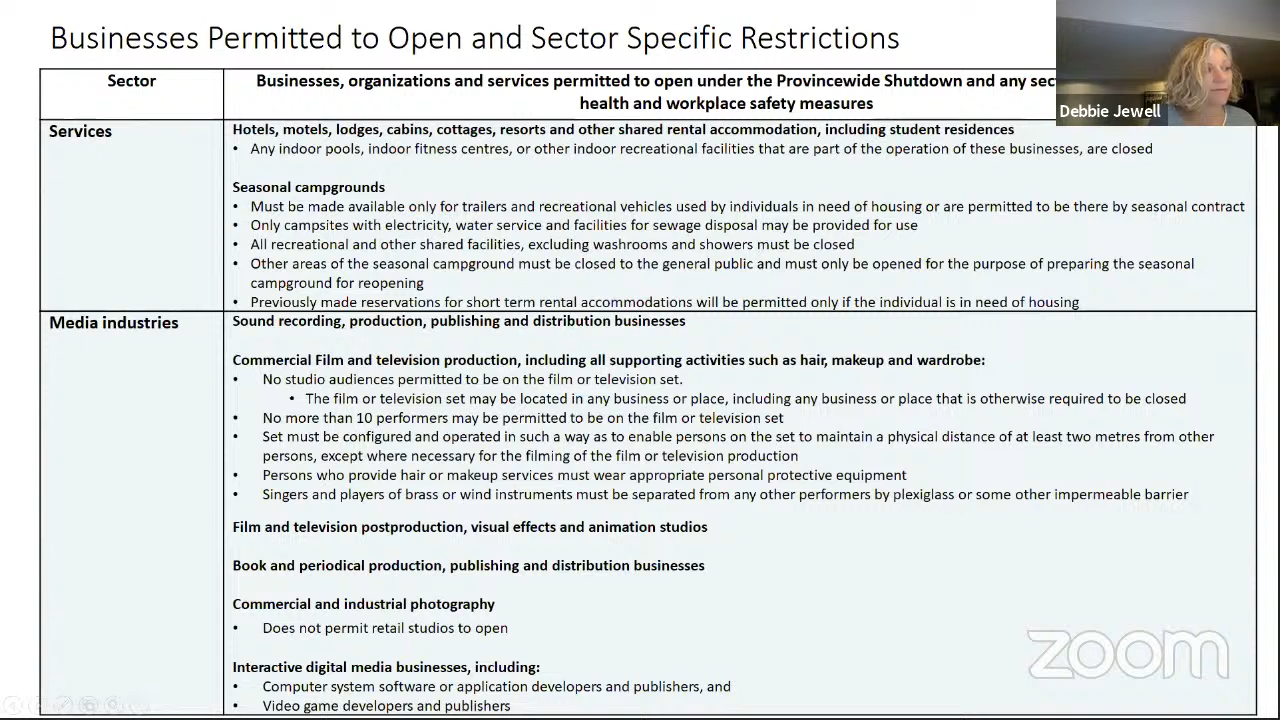 Businesses Permitted to Open and Sector Specific Restrictions
Debbie Jewell
Sector
Businesses, organizations and services permitted to open under the Provincewide Shutdown and any
health and workplace safety measures
Services
Hotels, motels, lodges, cabins, cottages, resorts and other shared rental accommodation, including student residences
• Any indoor pools, indoor fitness centres, or other indoor recreational facilities that are part of the operation of these businesses, are closed
Seasonal campgrounds
• Must be made available only for trailers and recreational vehicles used by individuals in need of housing or are permitted to be there by seasonal contract
• Only campsites with electricity, water service and facilities for sewage disposal may be provided for use
• All recreational and other shared facilities, excluding washrooms and showers must be closed
• Other areas of the seasonal campground must be closed to the general public and must only be opened for the purpose of preparing the seasonal
campground for reopening
• Previously made reservations for short term rental accommodations will be permitted only if the individual is in need of housing
Media industries
Sound recording, production, publishing and distribution businesses
Commercial Film and television production, including all supporting activities such as hair, makeup and wardrobe:
• No studio audiences permitted to be on the film or television set.
• The film or television set may be located in any business or place, including any business or place that is otherwise required to be closed
• No more than 10 performers may be permitted to be on the film or television set
• Set must be configured and operated in such a way as to enable persons on the set to maintain a physical distance of at least two metres from other
persons, except where necessary for the filming of the film or television production
• Persons who provide hair or makeup services must wear appropriate personal protective equipment
• Singers and players of brass or wind instruments must be separated from any other performers by plexiglass or some other impermeable barrier
Film and television postproduction, visual effects and animation studios
Book and periodical production, publishing and distribution businesses
Commercial and industrial photography
• Does not permit retail studios to open
Interactive digital media businesses, including:
• Computer system software or application developers and publishers, and
• Video game developers and publishers
zoom